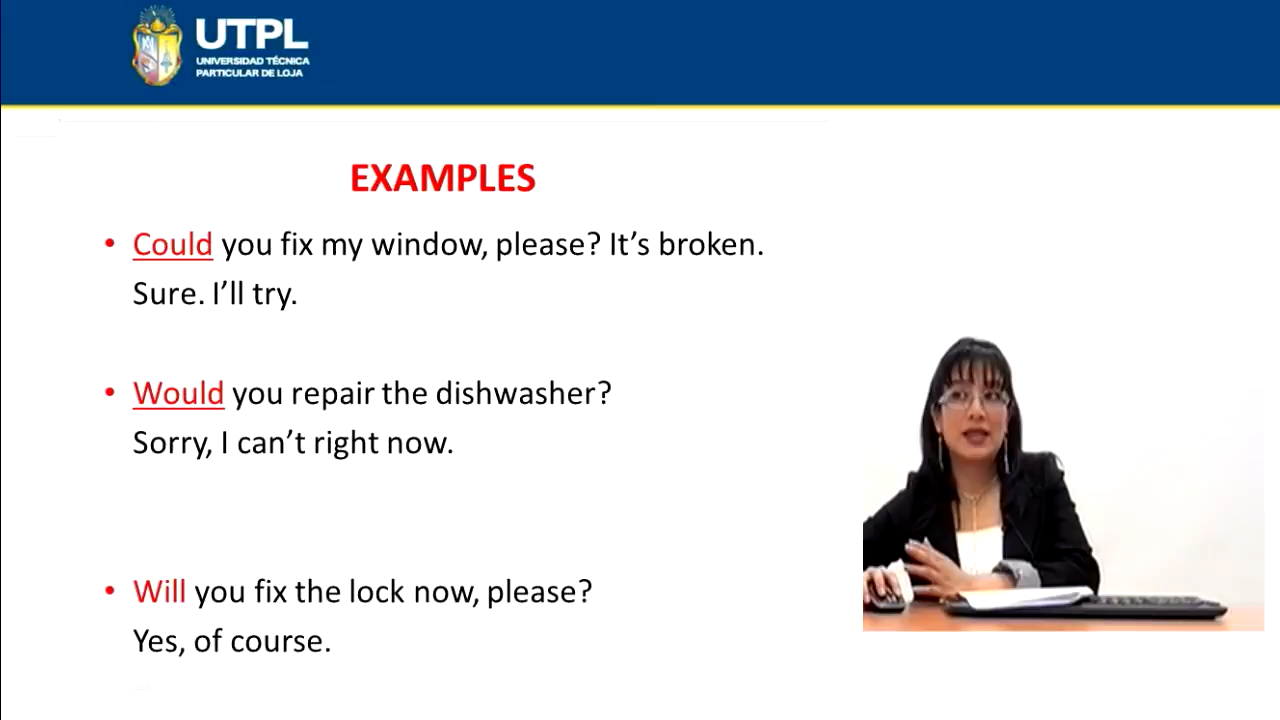 UTPL
UNIVERSIDAD TÉCNICA
PARTICULAR DE LOJA
EXAMPLES
• Could you fix my window, please? It’s broken.
Sure. I’ll try.
• Would you repair the dishwasher?
Sorry, I can’t right now.
• Will you fix the lock now, please?
Yes, of course.